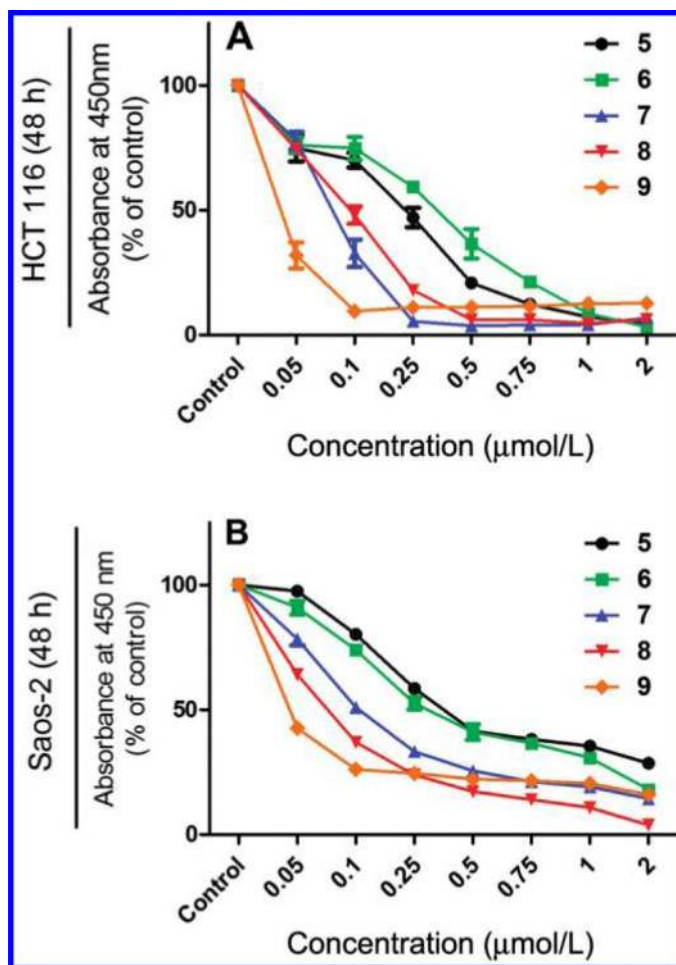 A
HCT 116 (48 h)
Absorbance at 450nm
(% of control)
100
50
0
5
6
7
8
9
Control
0.05
0.1
0.25
0.5
0.75
1
2
Concentration (μmol/L)
B
Saos-2 (48 h)
Absorbance at 450 nm
(% of control)
100
50
0
5
6
7
8
9
Control
0.05
0.1
0.25
0.5
0.75
1
2
Concentration (μmol/L)